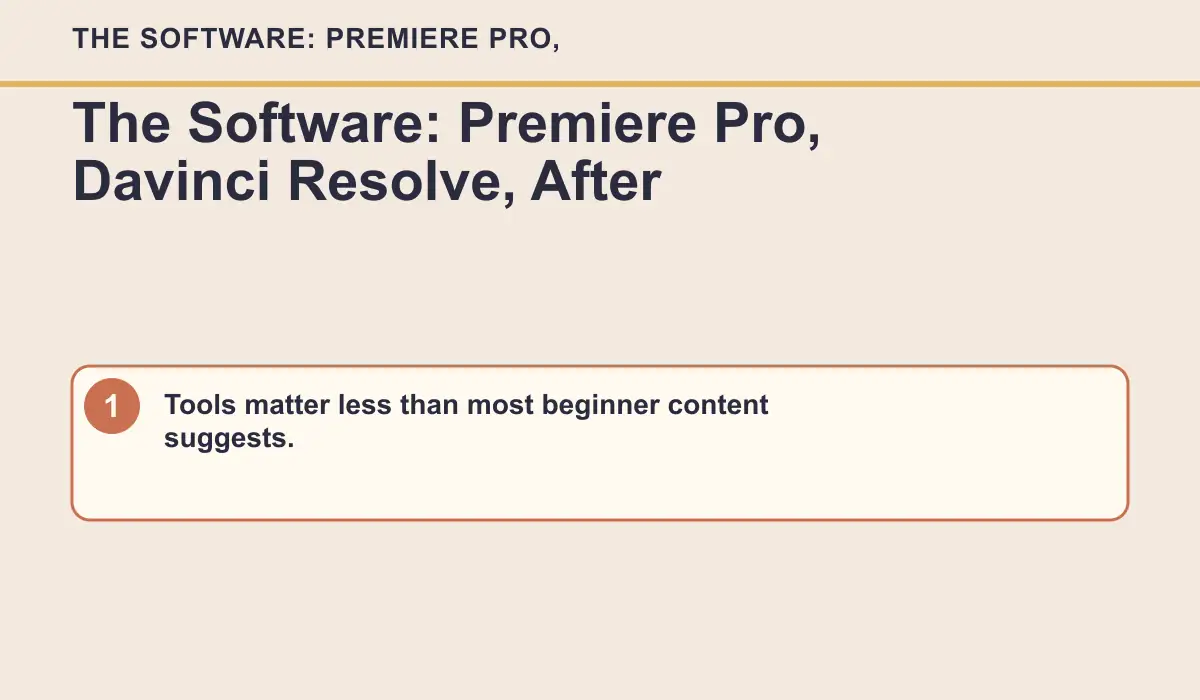 THE SOFTWARE: PREMIERE PRO,
The Software: Premiere Pro,
Davinci Resolve, After
1
Tools matter less than most beginner content
suggests.